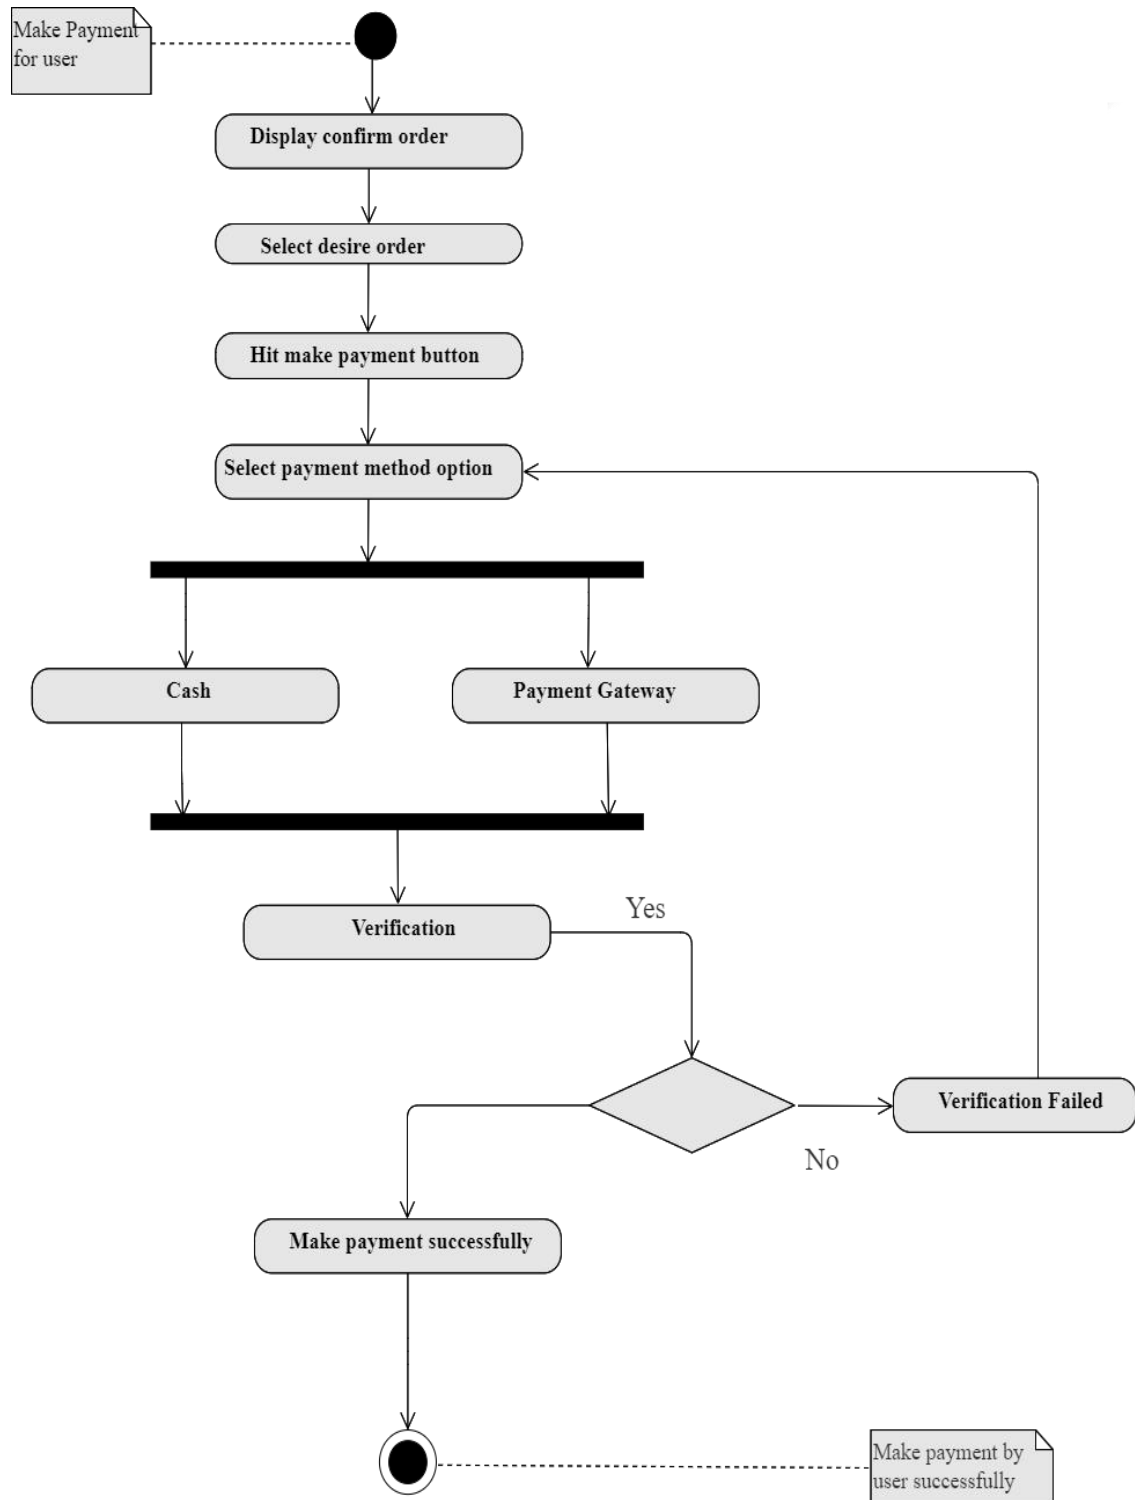 Make Payment
for user
Display confirm order
Select desire order
Hit make payment button
Select payment method option
Cash
Payment Gateway
Verification
Yes
Verification Failed
No
Make payment successfully
Make payment by
user successfully